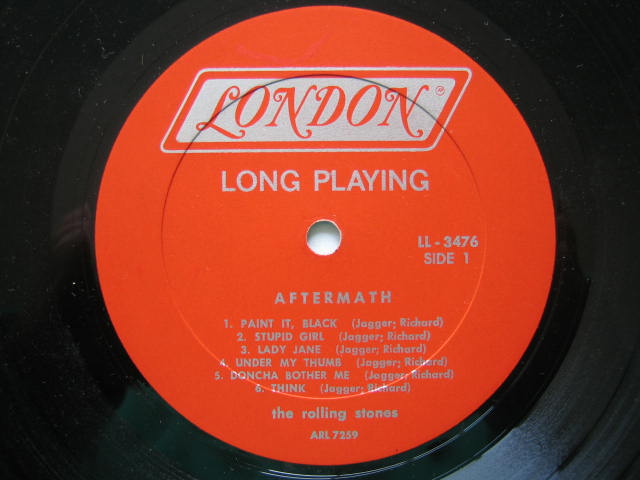 LONDON®
LONG PLAYING
LL - 3476
SIDE 1
AFTERMATH
1. PAINT IT, BLACK (Jagger; Richard)
2. STUPID GIRL (Jagger; Richard)
3. LADY JANE (Jagger; Richard)
4. UNDER MY THUMB (Jagger; Richard)
5. DONCHA BOTHER ME (Jagger; Richard)
6. THINK (Jagger; Richard)
the rolling stones
ARL 7259